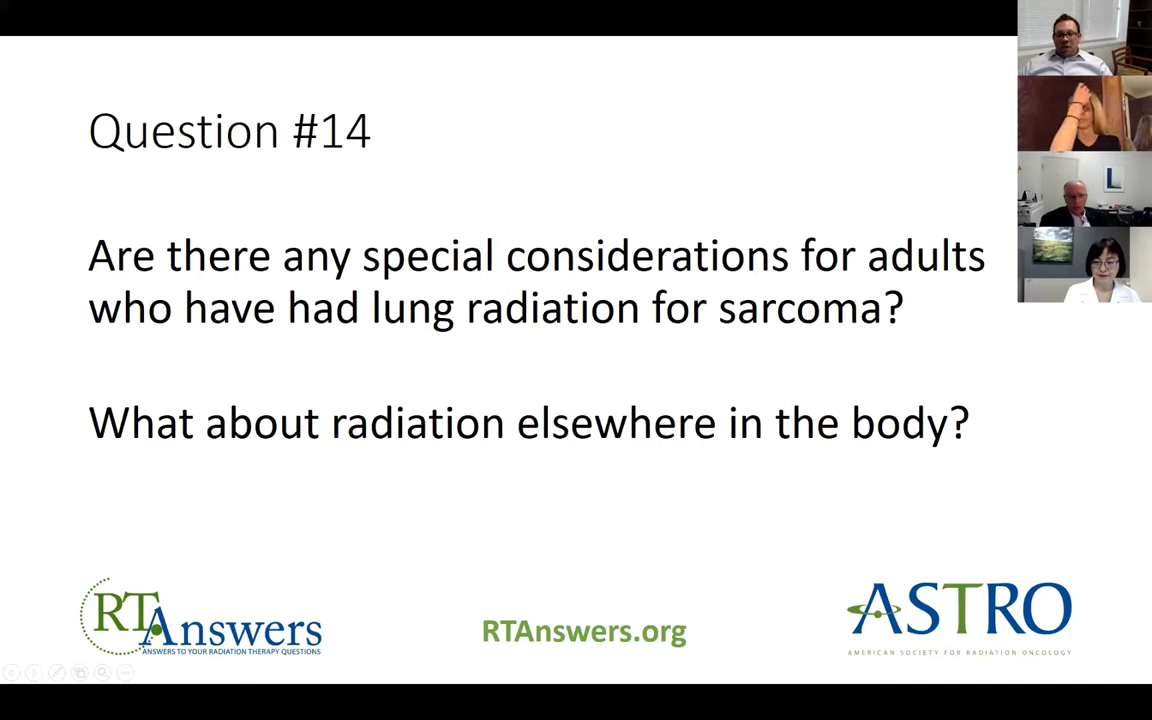 Question #14
Are there any special considerations for adults
who have had lung radiation for sarcoma?
What about radiation elsewhere in the body?
RTAnswers
ANSWERS TO YOUR RADIATION THERAPY QUESTIONS
RTAnswers.org
ASTRO
AMERICAN SOCIETY FOR RADIATION ONCOLOGY